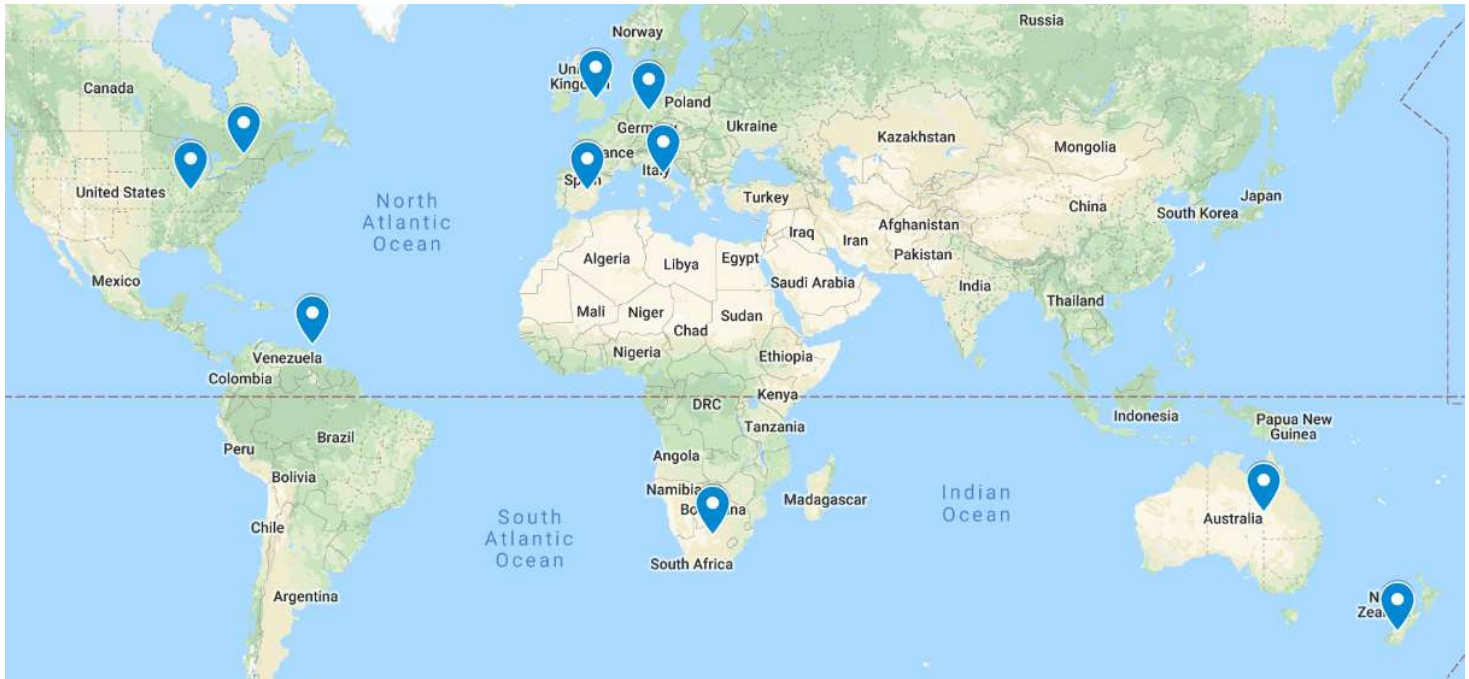 Norway
Russia
Canada
Poland
Ukraine
Kazakhstan
Mongolia
United States
Italy
Turkey
Japan
China
South Korea
North
Atlantic
Ocean
Afghanistan
Iraq
Iran
Pakistan
Algeria
Libya
Egypt
Mexico
Saudi Arabia
India
Thailand
Mali
Niger
Chad
Sudan
Nigeria
Ethiopia
Venezuela
Colombia
Kenya
DRC
Indonesia
Papua New
Guinea
Tanzania
Brazil
Peru
Angola
Bolivia
Namibia
Madagascar
Indian
Ocean
Australia
Chile
South
Atlantic
Ocean
South Africa
Argentina